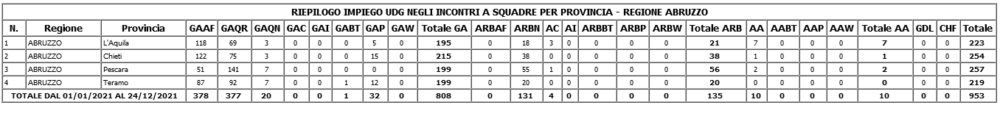 RIEPILOGO IMPIEGO UDG NEGLI INCONTRI A SQUADRE PER PROVINCIA - REGIONE ABRUZZO
N. Regione Provincia GAAF GAQR GAQN GAC GAI GABT GAP GAW Totale GA ARBAF ARBN AC AI ARBBT ARBP ARBW Totale ARB AA AABT AAP AAW Totale AA GDL CHF Totale
1 ABRUZZO L'Aquila 118 69 3 0 0 0 5 0 195 0 18 3 0 0 0 0 21 7 0 0 0 7 0 0 223
2 ABRUZZO Chieti 122 75 3 0 0 0 15 0 215 0 38 0 0 0 0 0 38 1 0 0 0 1 0 0 254
3 ABRUZZO Pescara 51 141 7 0 0 0 0 0 199 0 55 1 0 0 0 0 56 2 0 0 0 2 0 0 257
4 ABRUZZO Teramo 87 92 7 0 0 1 12 0 199 0 20 0 0 0 0 0 20 0 0 0 0 0 0 0 219
TOTALE DAL 01/01/2021 AL 24/12/2021 378 377 20 0 0 1 32 0 808 0 131 4 0 0 0 0 135 10 0 0 0 10 0 0 953